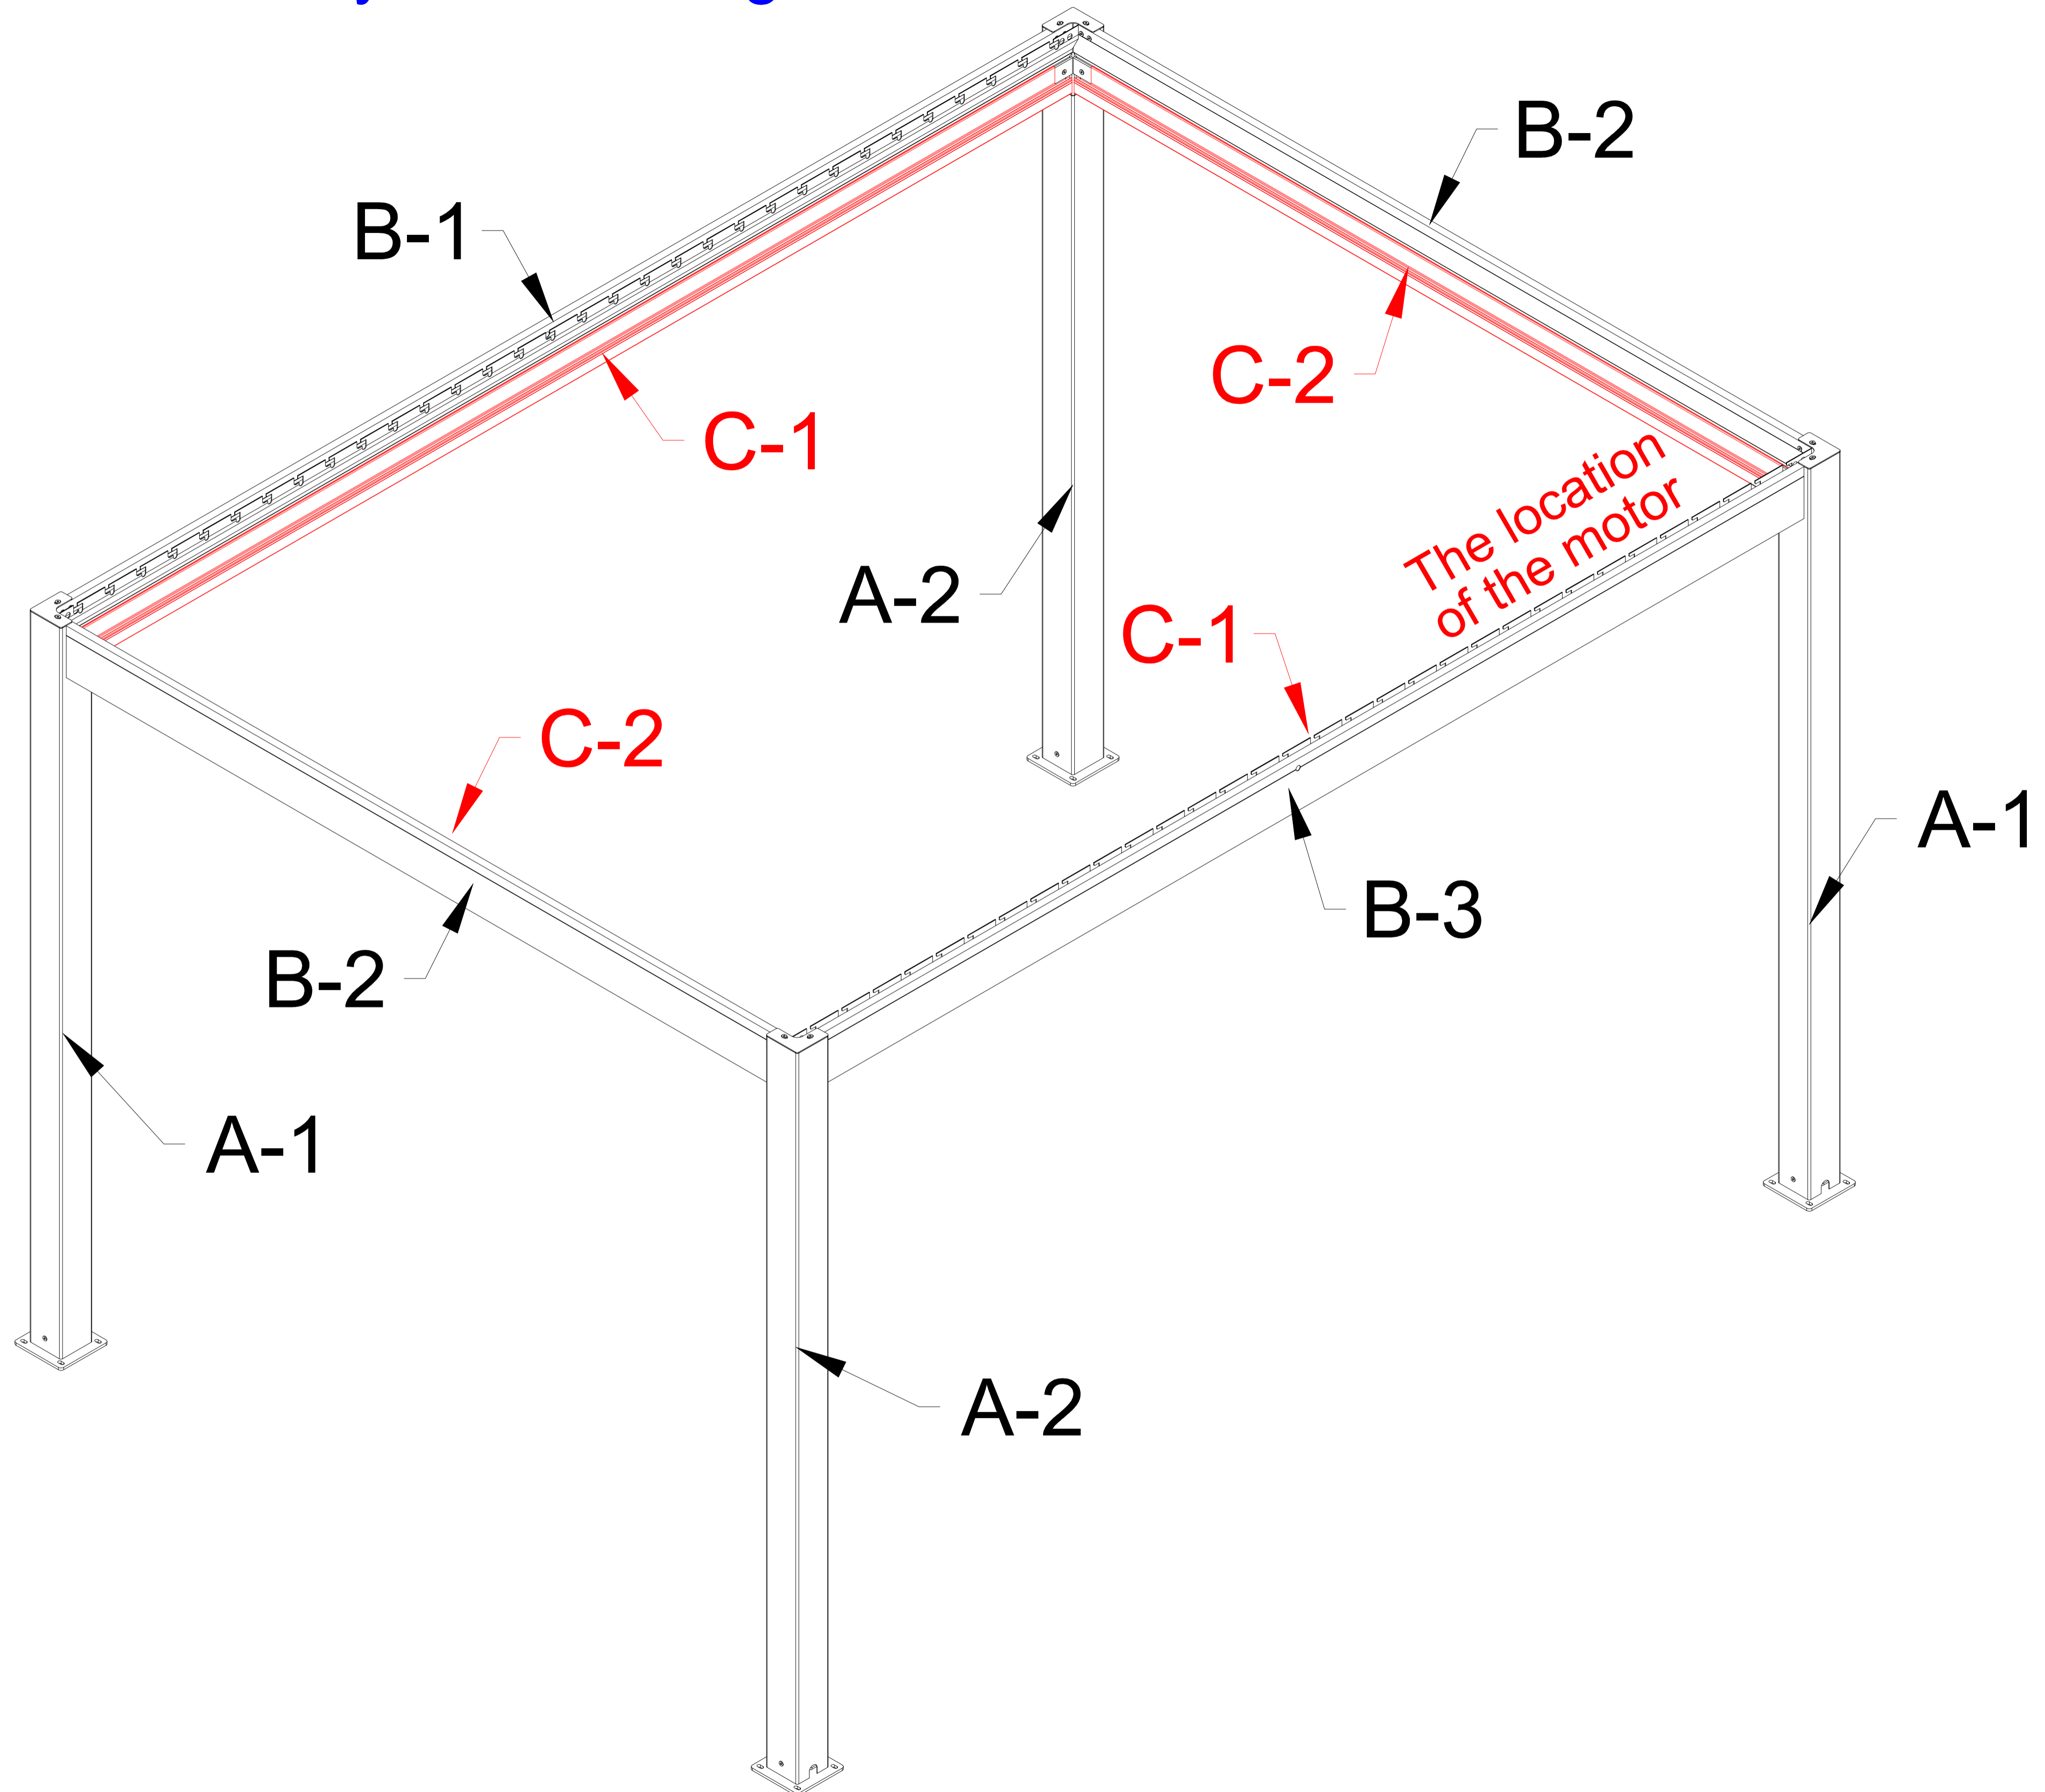 B-2
B-1
C-2
C-1
The location
of the motor
A-2
C-1
C-2
A-1
B-3
B-2
A-1
A-2